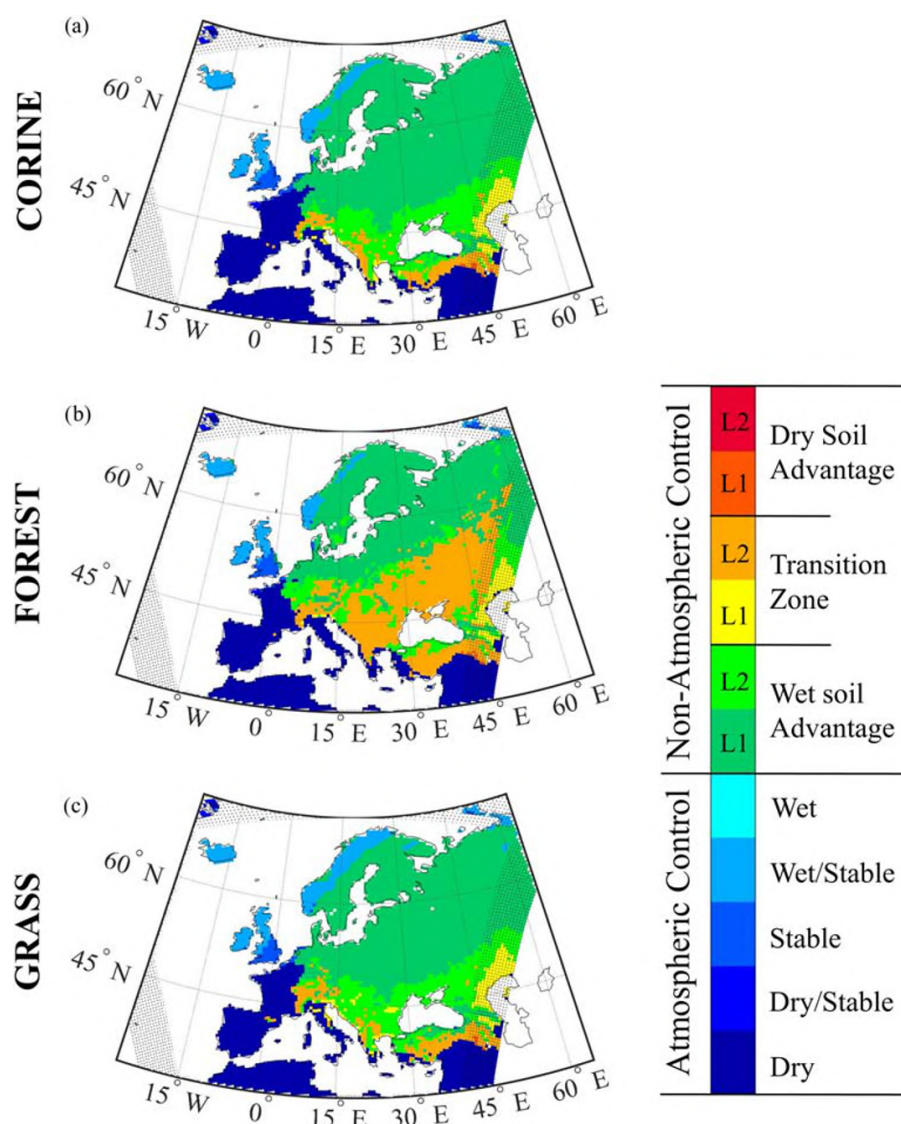 CORINE
(a)
60° N
45° N
15° W
0°
15° E
30° E
45° E
60° E
FOREST
(b)
60° N
45° N
15° W
0°
15° E
30° E
45° E
60° E
GRASS
(c)
60° N
45° N
15° W
0°
15° E
30° E
45° E
60° E
Non-Atmospheric Control
L2
L1
Dry Soil
Advantage
L2
L1
Transition
Zone
L2
L1
Wet soil
Advantage
Atmospheric Control
Wet
Wet/Stable
Stable
Dry/Stable
Dry